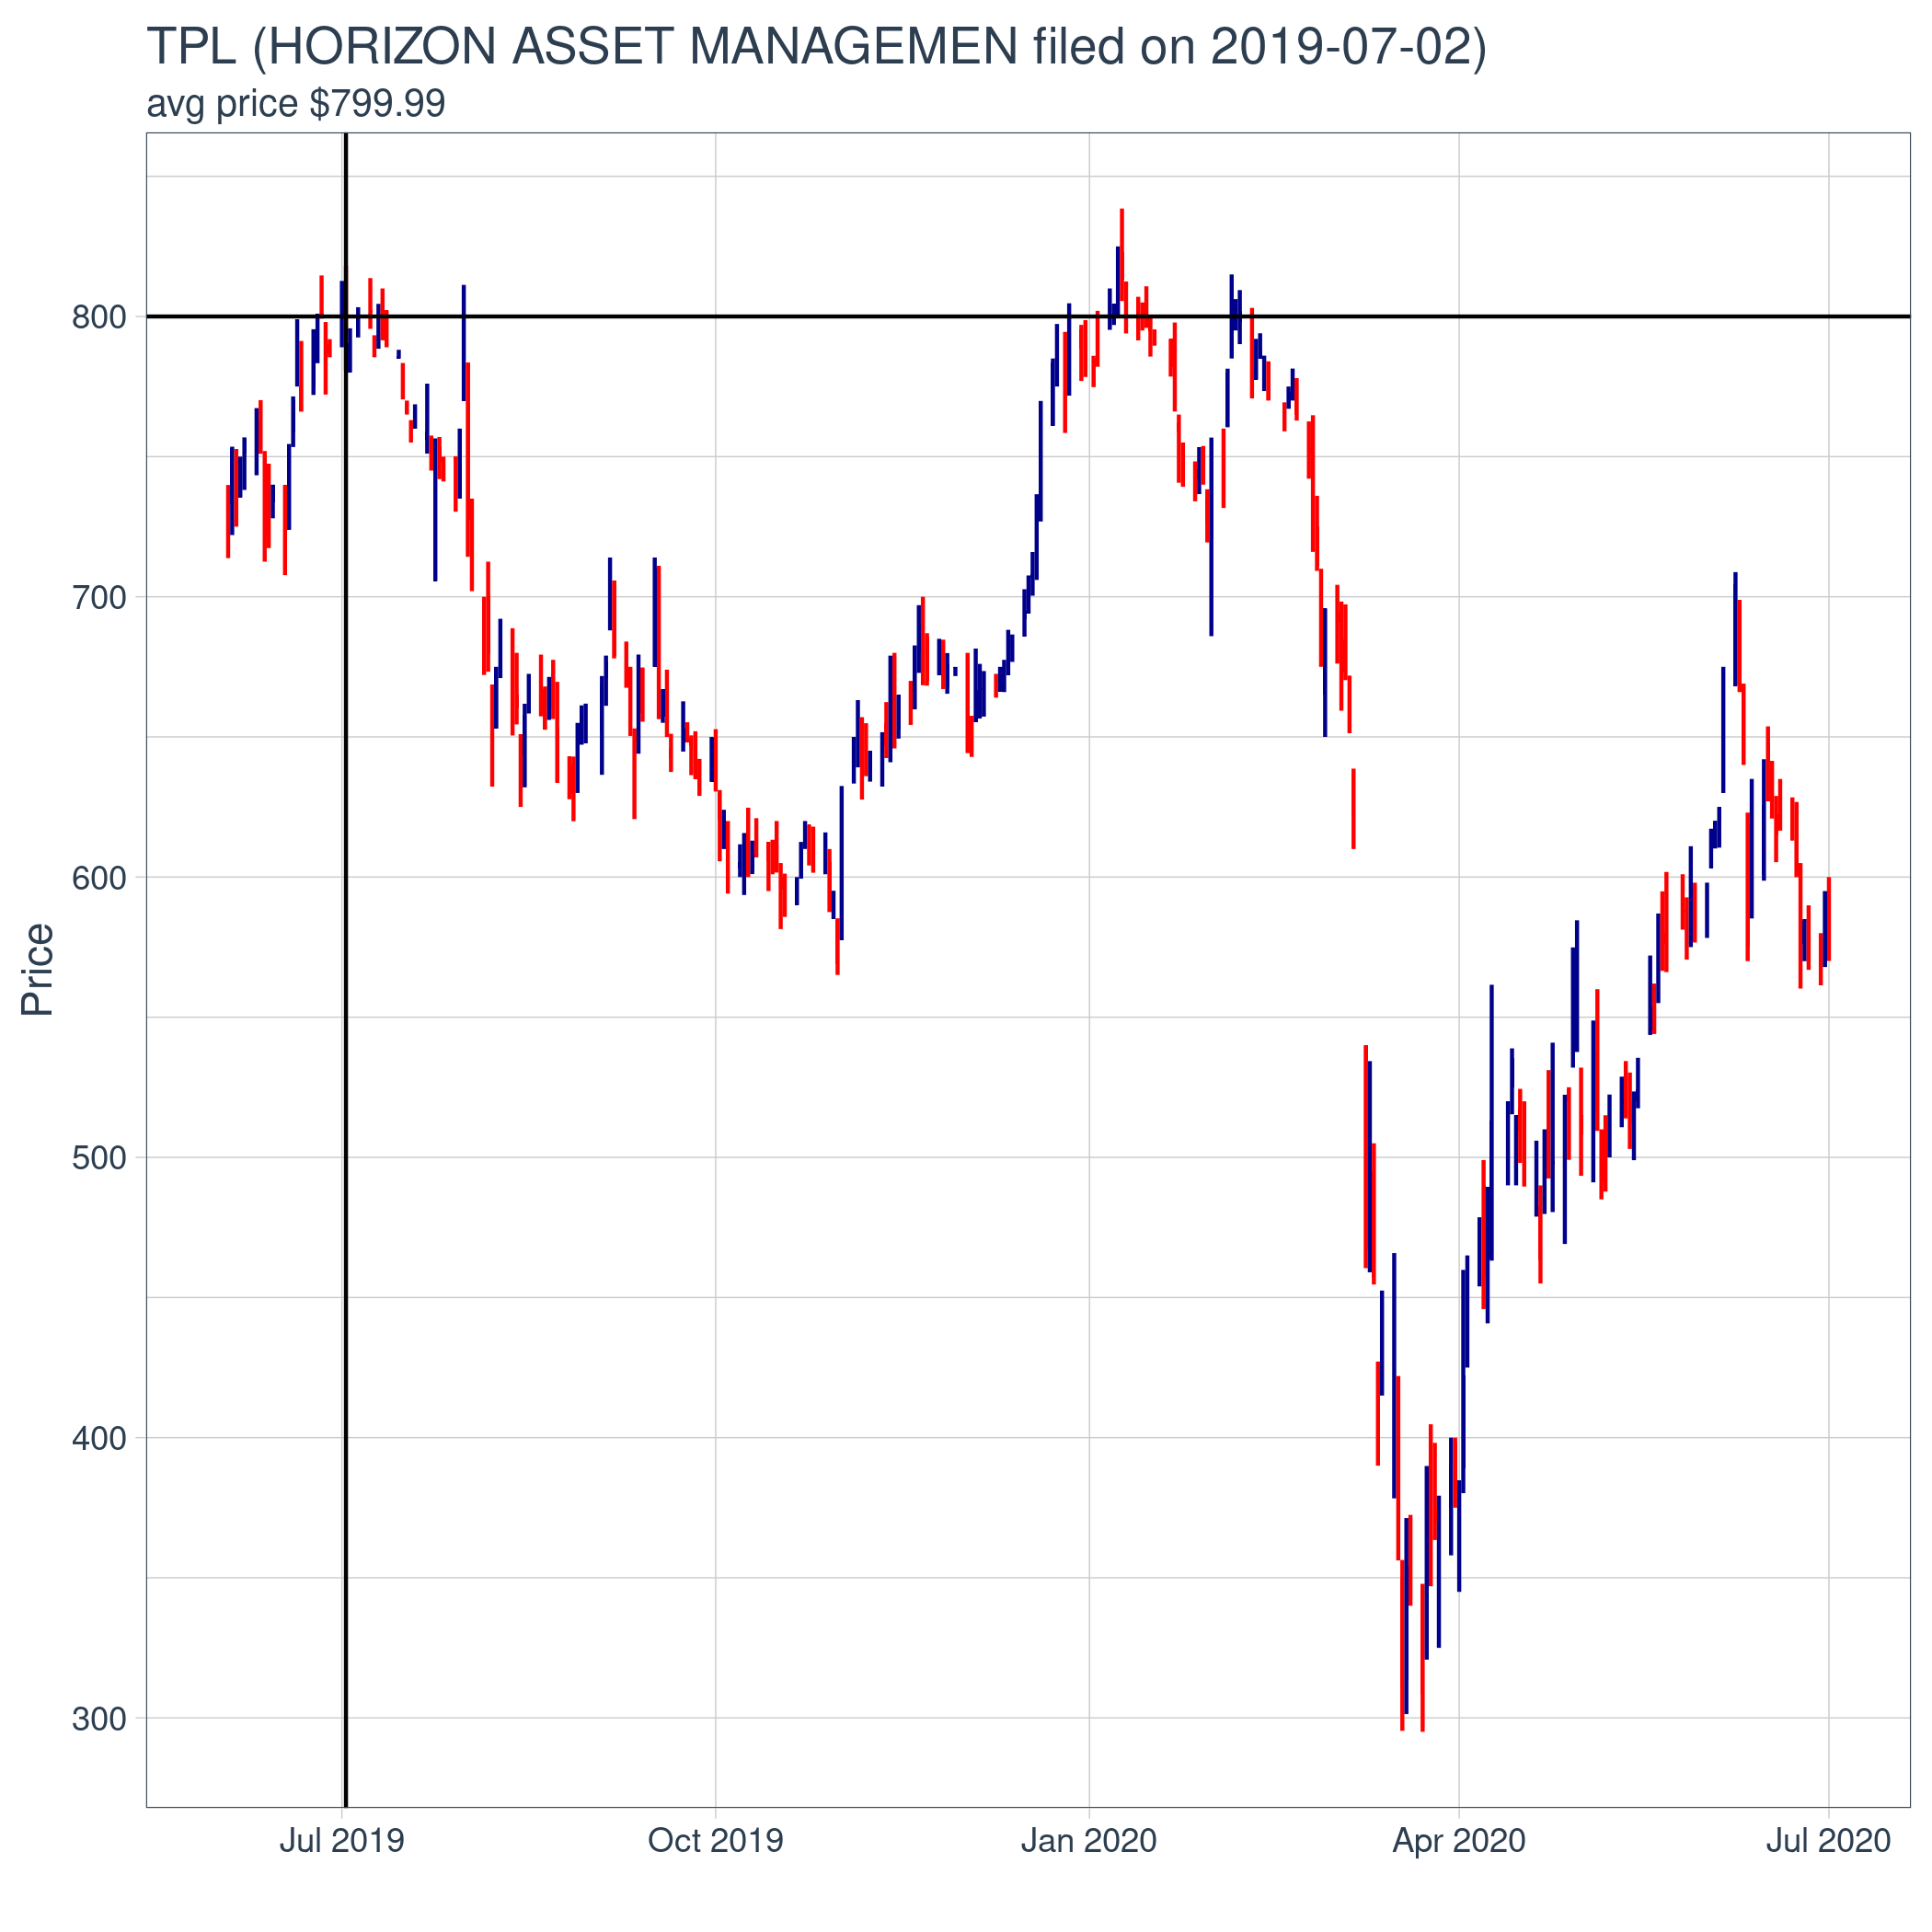 TPL (HORIZON ASSET MANAGEMEN filed on 2019-07-02)
avg price $799.99
800
700
600
500
400
300
Price
Jul 2019
Oct 2019
Jan 2020
Apr 2020
Jul 2020